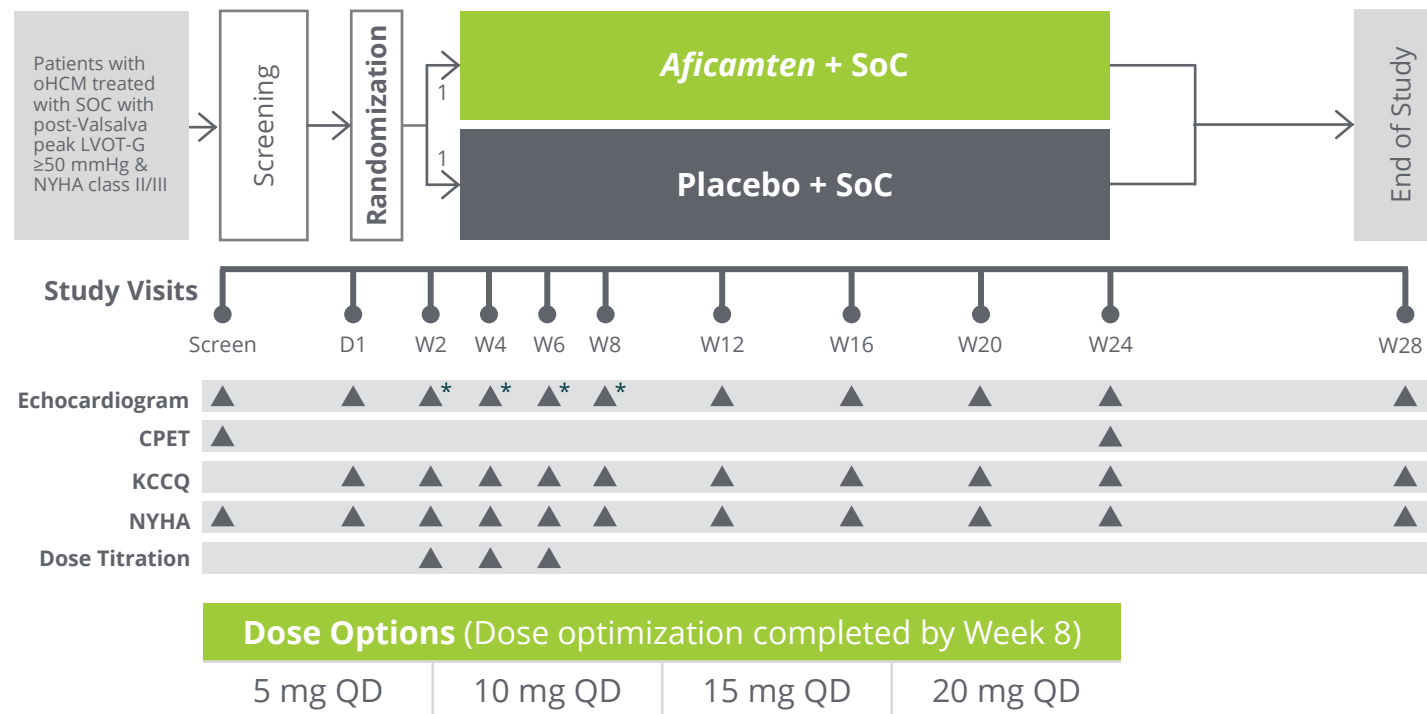 Patients with
oHCM treated
with SOC with
post-Valsalva
peak LVOT-G
≥50 mmHg &
NYHA class II/III
Screening
Randomization
1
1
Aficamten + SoC
Placebo + SoC
End of Study
Study Visits
Screen D1 W2 W4 W6 W8 W12 W16 W20 W24 W28
Echocardiogram * * * *
CPET
KCCQ
NYHA
Dose Titration
Dose Options (Dose optimization completed by Week 8)
5 mg QD 10 mg QD 15 mg QD 20 mg QD